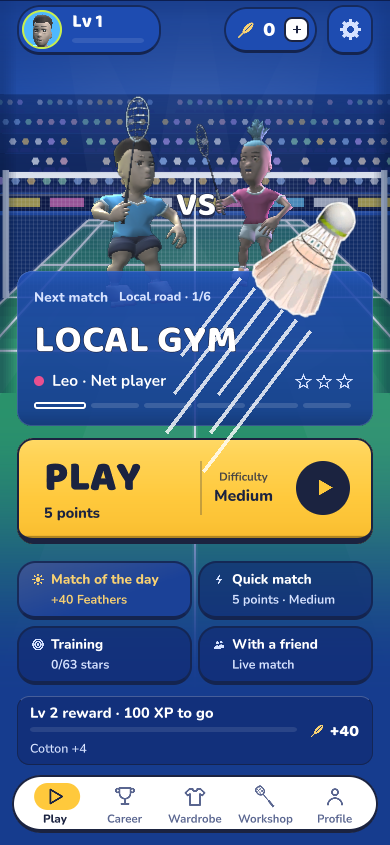 Lv 1
0
+
VS
Next match Local road · 1/6
LOCAL GYM
Leo · Net player
PLAY
5 points
Difficulty
Medium
Match of the day
+40 Feathers
Quick match
5 points · Medium
Training
0/63 stars
With a friend
Live match
Lv 2 reward · 100 XP to go
+40
Cotton +4
Play
Career
Wardrobe
Workshop
Profile